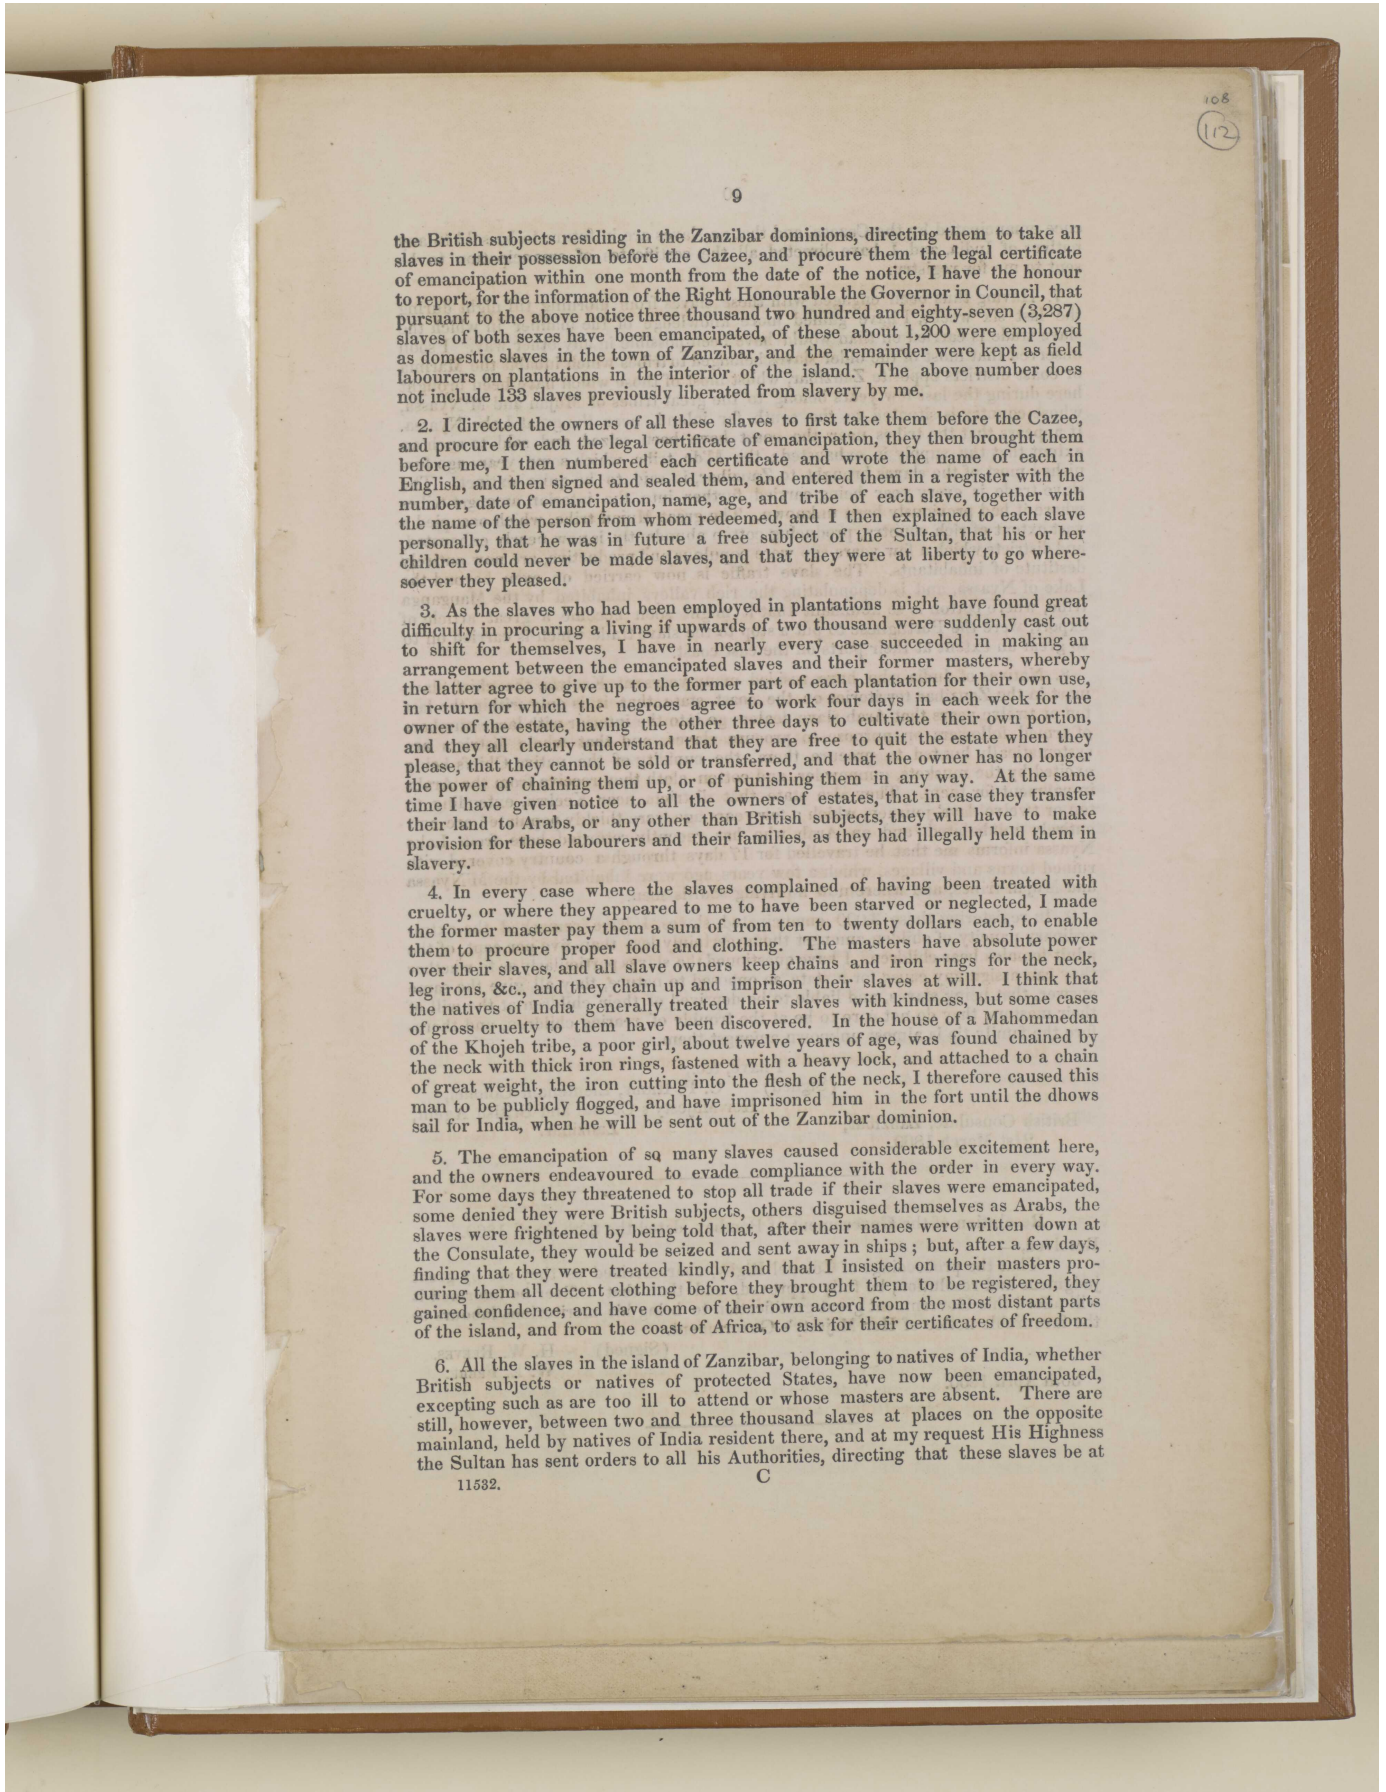 108
112
9
the British subjects residing in the Zanzibar dominions, directing them to take all
slaves in their possession before the Cazee, and procure them the legal certificate
of emancipation within one month from the date of the notice, I have the honour
to report, for the information of the Right Honourable the Governor in Council, that
pursuant to the above notice three thousand two hundred and eighty-seven (3,287)
slaves of both sexes have been emancipated, of these about 1,200 were employed
as domestic slaves in the town of Zanzibar, and the remainder were kept as field
labourers on plantations in the interior of the island. The above number does
not include 133 slaves previously liberated from slavery by me.
2. I directed the owners of all these slaves to first take them before the Cazee,
and procure for each the legal certificate of emancipation, they then brought them
before me, I then numbered each certificate and wrote the name of each in
English, and then signed and sealed them, and entered them in a register with the
number, date of emancipation, name, age, and tribe of each slave, together with
the name of the person from whom redeemed, and I then explained to each slave
personally, that he was in future a free subject of the Sultan, that his or her
children could never be made slaves, and that they were at liberty to go where-
soever they pleased.
3. As the slaves who had been employed in plantations might have found great
difficulty in procuring a living if upwards of two thousand were suddenly cast out
to shift for themselves, I have in nearly every case succeeded in making an
arrangement between the emancipated slaves and their former masters, whereby
the latter agree to give up to the former part of each plantation for their own use,
in return for which the negroes agree to work four days in each week for the
owner of the estate, having the other three days to cultivate their own portion,
and they all clearly understand that they are free to quit the estate when they
please, that they cannot be sold or transferred, and that the owner has no longer
the power of chaining them up, or of punishing them in any way. At the same
time I have given notice to all the owners of estates, that in case they transfer
their land to Arabs, or any other than British subjects, they will have to make
provision for these labourers and their families, as they had illegally held them in
slavery.
4. In every case where the slaves complained of having been treated with
cruelty, or where they appeared to me to have been starved or neglected, I made
the former master pay them a sum of from ten to twenty dollars each, to enable
them to procure proper food and clothing. The masters have absolute power
over their slaves, and all slave owners keep chains and iron rings for the neck,
leg irons, &c., and they chain up and imprison their slaves at will. I think that
the natives of India generally treated their slaves with kindness, but some cases
of gross cruelty to them have been discovered. In the house of a Mahommedan
of the Khojeh tribe, a poor girl, about twelve years of age, was found chained by
the neck with thick iron rings, fastened with a heavy lock, and attached to a chain
of great weight, the iron cutting into the flesh of the neck, I therefore caused this
man to be publicly flogged, and have imprisoned him in the fort until the dhows
sail for India, when he will be sent out of the Zanzibar dominion.
5. The emancipation of so many slaves caused considerable excitement here,
and the owners endeavoured to evade compliance with the order in every way.
For some days they threatened to stop all trade if their slaves were emancipated,
some denied they were British subjects, others disguised themselves as Arabs, the
slaves were frightened by being told that, after their names were written down at
the Consulate, they would be seized and sent away in ships ; but, after a few days,
finding that they were treated kindly, and that I insisted on their masters pro-
curing them all decent clothing before they brought them to be registered, they
gained confidence, and have come of their own accord from the most distant parts
of the island, and from the coast of Africa, to ask for their certificates of freedom.
6. All the slaves in the island of Zanzibar, belonging to natives of India, whether
British subjects or natives of protected States, have now been emancipated,
excepting such as are too ill to attend or whose masters are absent. There are
still, however, between two and three thousand slaves at places on the opposite
mainland, held by natives of India resident there, and at my request His Highness
the Sultan has sent orders to all his Authorities, directing that these slaves be at
11532.
C